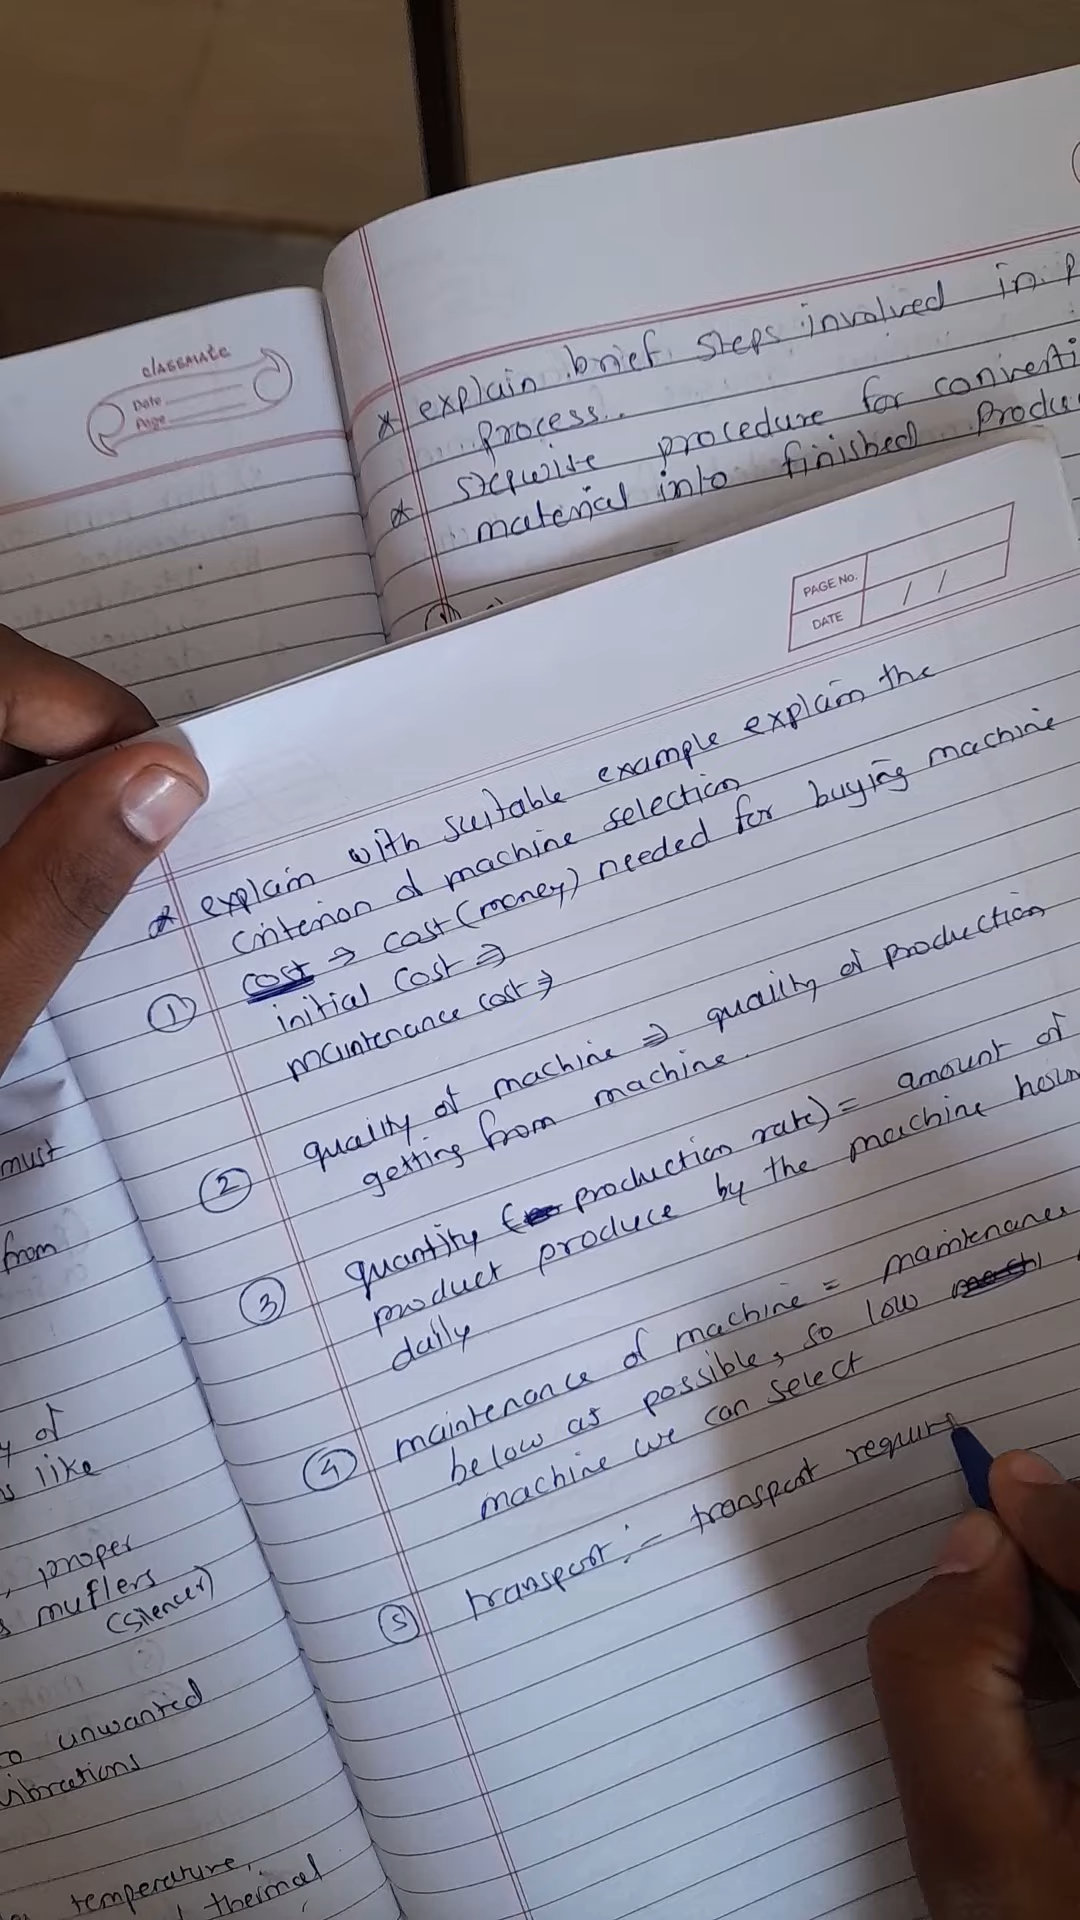 classmate
Date
Page
* explain brief steps involved in
process..
* stepwise procedure for converti
material into finished Produc
PAGE No.
DATE / /
* explain with suitable example explain the
criterion of machine selection
① cost → cost (money) needed for buying machine
initial cost ⇒
maintenance cost ⇒
② quality of machine ⇒ quality of production
getting from machine.
③ quantity (production rate) = amount of
product produce by the machine hour
daily
④ maintenance of machine = maintenance
below as possible, so low
machine we can select
⑤ transport :- transport requir
must
from
y of
s like
, proper
s muflers
(silencer)
to unwanted
vibrations
temperature,
thermal